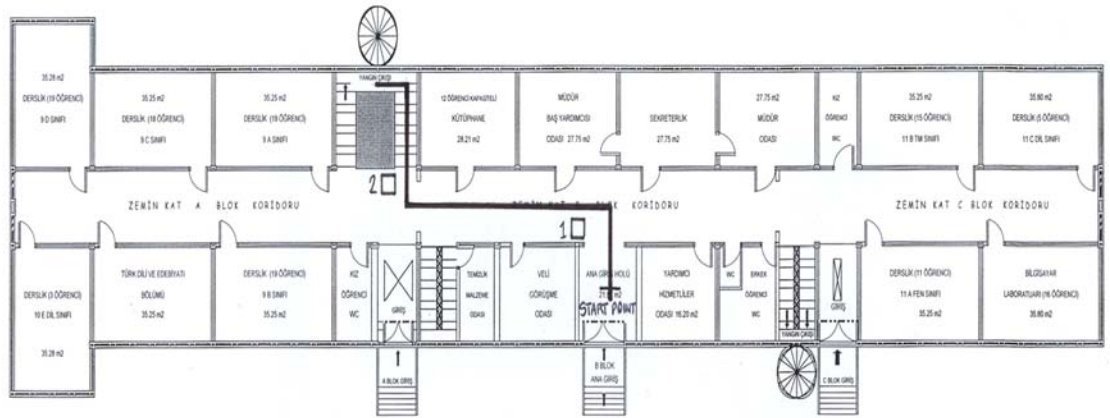 35.28 m2
DERSLİK (19 ÖĞRENCİ)
9 D SINIFI
35.25 m2
DERSLİK (18 ÖĞRENCİ)
9 C SINIFI
35.25 m2
DERSLİK (19 ÖĞRENCİ)
9 A SINIFI
YANGIN ÇIKIŞI
12 ÖĞRENCİ KAPASİTELİ
KÜTÜPHANE
28.21 m2
MÜDÜR
BAŞ YARDIMCISI
ODASI 27.75 m2
SEKRETERLİK
27.75 m2
27.75 m2
MÜDÜR
ODASI
KIZ
ÖĞRENCİ
WC
35.25 m2
DERSLİK (15 ÖĞRENCİ)
11 B TM SINIFI
35.80 m2
DERSLİK (5 ÖĞRENCİ)
11 C DİL SINIFI
2
ZEMİN KAT A BLOK KORİDORU
BLOK KORİDORU
ZEMİN KAT C BLOK KORİDORU
1
DERSLİK (3 ÖĞRENCİ)
10 E DİL SINIFI
35.28 m2
TÜRK DİLİ VE EDEBİYATI
BÖLÜMÜ
35.25 m2
DERSLİK (19 ÖĞRENCİ)
9 B SINIFI
35.25 m2
KIZ
ÖĞRENCİ
WC
GİRİŞ
TEMİZLİK
MALZEME
ODASI
VELİ
GÖRÜŞME
ODASI
ANA GİRİŞ HOLÜ
m2
START POINT
YARDIMCI
HİZMETLİLER
ODASI 16.20 m2
WC
ERKEK
ÖĞRENCİ
WC
YANGIN ÇIKIŞI
GİRİŞ
DERSLİK (11 ÖĞRENCİ)
11 A FEN SINIFI
35.25 m2
BİLGİSAYAR
LABORATUARI (16 ÖĞRENCİ)
35.80 m2
A BLOK GİRİŞ
B BLOK
ANA GİRİŞ
C BLOK GİRİŞ